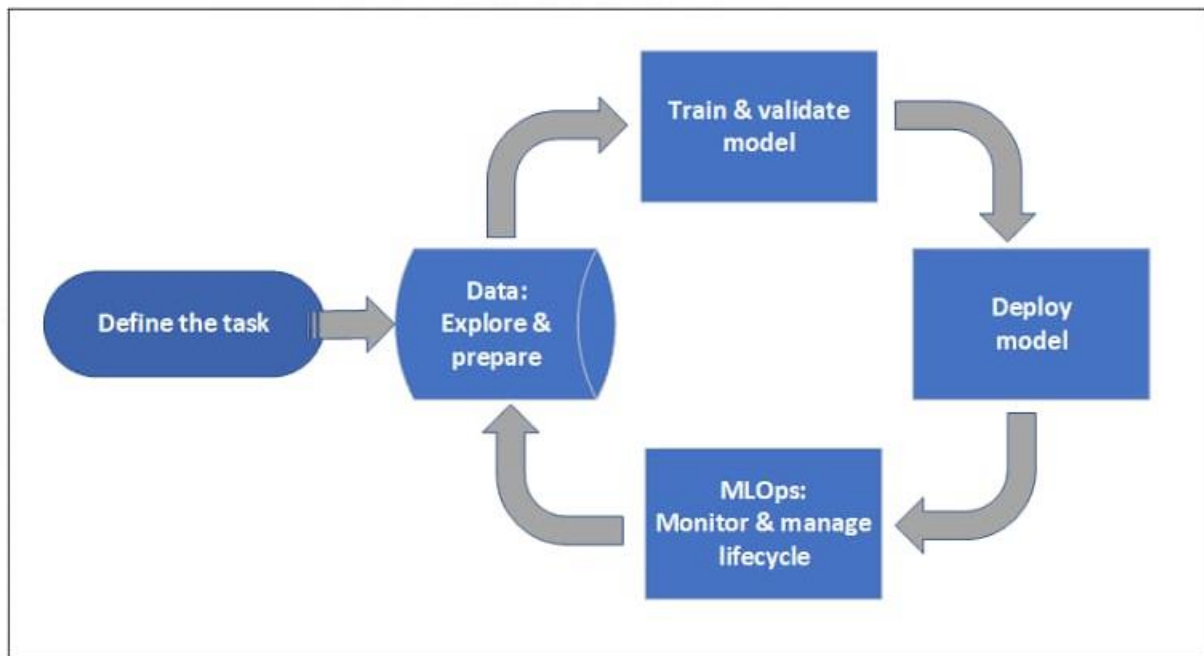 Define the task
Data:
Explore &
prepare
Train & validate
model
Deploy
model
MLOps:
Monitor & manage
lifecycle